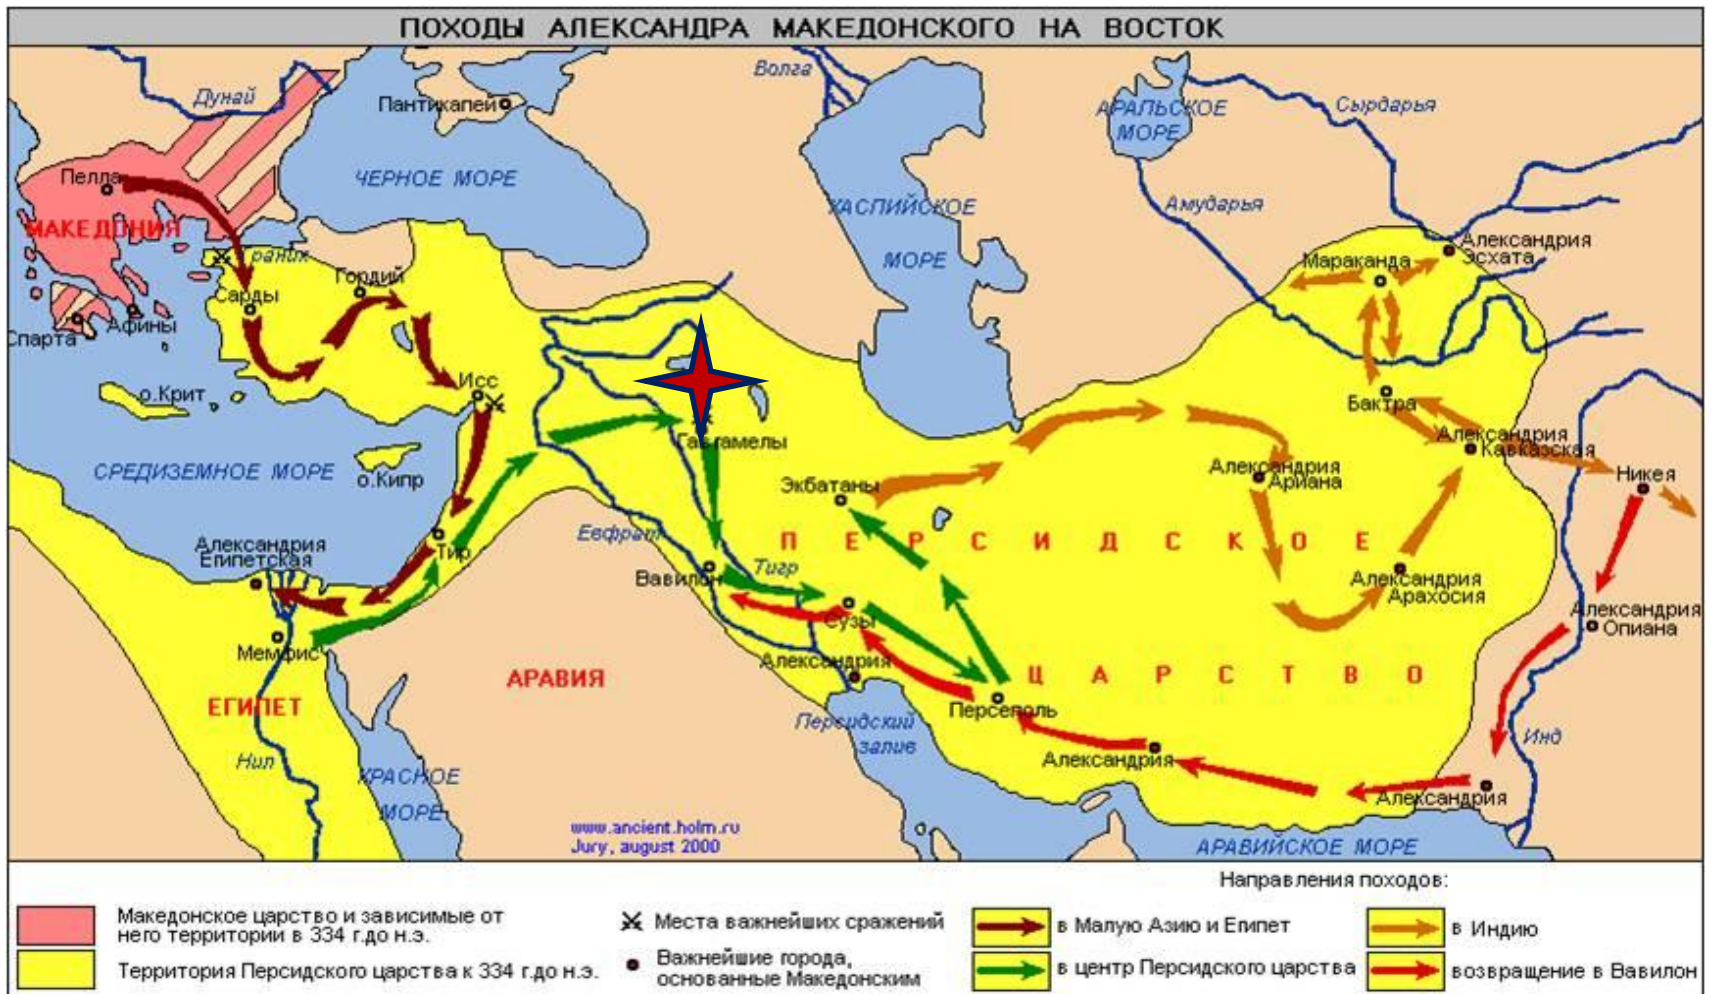 ПОХОДЫ АЛЕКСАНДРА МАКЕДОНСКОГО НА ВОСТОК
Дунай
Пантикапей
Волга
АРАЛЬСКОЕ
МОРЕ
Сырдарья
Пелла
ЧЕРНОЕ МОРЕ
МАКЕДОНИЯ
КАСПИЙСКОЕ
МОРЕ
Амударья
Александрия
Эсхата
Мараканда
раник
Гордий
Сарды
Спарта
Афины
Исс
о.Крит
Бактра
СРЕДИЗЕМНОЕ МОРЕ
о.Кипр
Гавгамелы
Александрия
Кавказская
Александрия
Ариана
Никея
Экбатаны
Евфрат
ПЕРСИДСКОЕ
Александрия
Египетская
Тир
Вавилон
Тигр
Александрия
Арахосия
Сузы
Александрия
Опиана
Мемфис
Александрия
АРАВИЯ
ЦАРСТВО
ЕГИПЕТ
Персеполь
Персидский
залив
Нил
Инд
КРАСНОЕ
МОРЕ
Александрия
Александрия
www.ancient.holm.ru
Jury, august 2000
АРАВИЙСКОЕ МОРЕ
Направления походов:
Македонское царство и зависимые от
него территории в 334 г.до н.э.
Территория Персидского царства к 334 г.до н.э.
Места важнейших сражений
Важнейшие города,
основанные Македонским
в Малую Азию и Египет
в центр Персидского царства
в Индию
возвращение в Вавилон